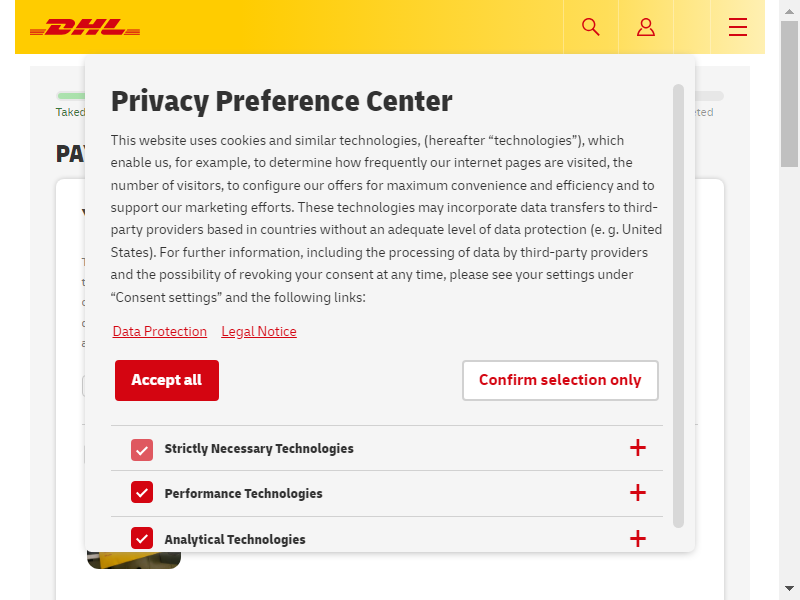 DHL
Taked
eted
PA
Privacy Preference Center
This website uses cookies and similar technologies, (hereafter “technologies”), which
enable us, for example, to determine how frequently our internet pages are visited, the
number of visitors, to configure our offers for maximum convenience and efficiency and to
support our marketing efforts. These technologies may incorporate data transfers to third-
party providers based in countries without an adequate level of data protection (e. g. United
States). For further information, including the processing of data by third-party providers
and the possibility of revoking your consent at any time, please see your settings under
“Consent settings” and the following links:
Data Protection Legal Notice
Accept all Confirm selection only
Strictly Necessary Technologies
Performance Technologies
Analytical Technologies